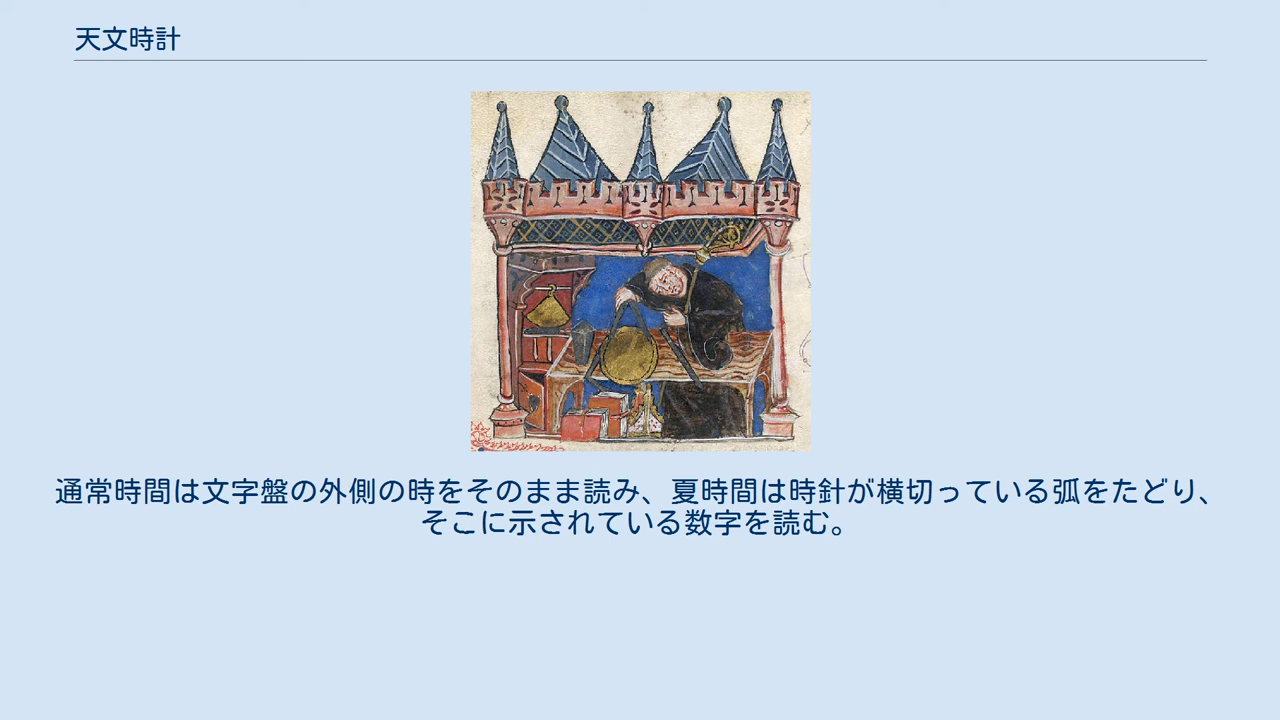 天文時計
通常時間は文字盤の外側の時をそのまま読み、夏時間は時針が横切っている弧をたどり、
そこに示されている数字を読む。